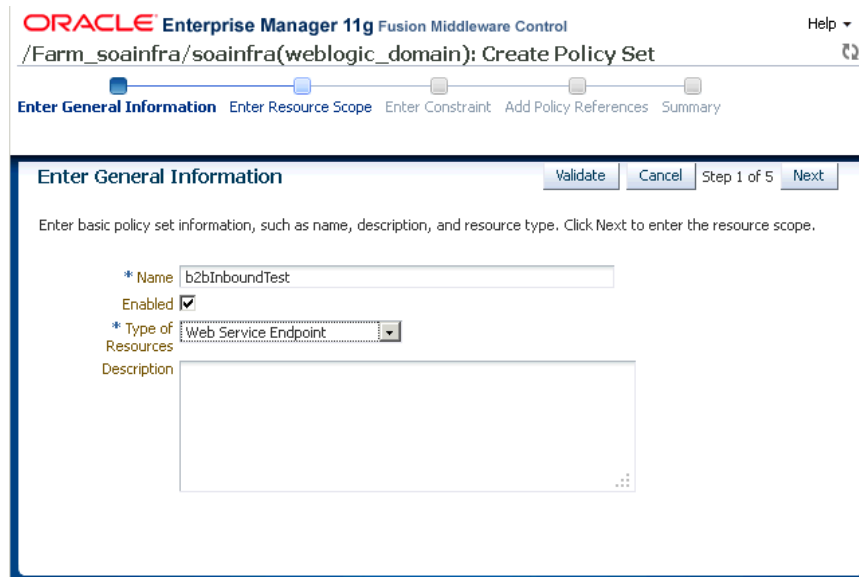 ORACLE Enterprise Manager 11g Fusion Middleware Control Help
/Farm_soainfra/soainfra(weblogic_domain): Create Policy Set
Enter General Information Enter Resource Scope Enter Constraint Add Policy References Summary
Enter General Information Validate Cancel Step 1 of 5 Next
Enter basic policy set information, such as name, description, and resource type. Click Next to enter the resource scope.
* Name b2bInboundTest
Enabled
* Type of Resources Web Service Endpoint
Description